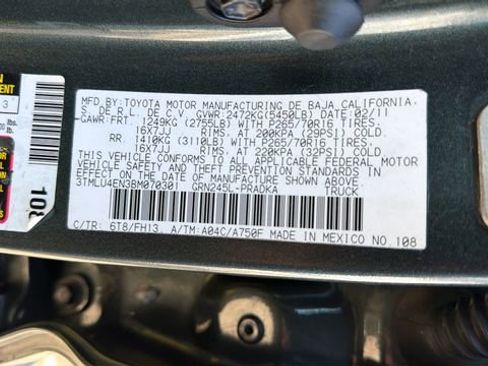 MFD.BY:TOYOTA MOTOR MANUFACTURING DE BAJA CALIFORNIA,
S. DE R.L. DE C.V. GVWR:2472KG(5450LB) DATE:02/11
GAWR:FRT. 1249KG (2755LB) WITH P265/70R16 TIRES,
16X7JJ RIMS, AT 200KPA (29PSI) COLD.
RR. 1410KG (3110LB) WITH P265/70R16 TIRES,
16X7JJ RIMS, AT 220KPA (32PSI) COLD.
THIS VEHICLE CONFORMS TO ALL APPLICABLE FEDERAL MOTOR
VEHICLE SAFETY AND THEFT PREVENTION STANDARDS IN
EFFECT ON THE DATE OF MANUFACTURE SHOWN ABOVE.
3TMLU4EN3BM070301 GRN245L-PRADKA TRUCK
C/TR: 6T8/FH13. A/TM:A04C/A750F MADE IN MEXICO NO.108
108
lbs.
lbs.
3